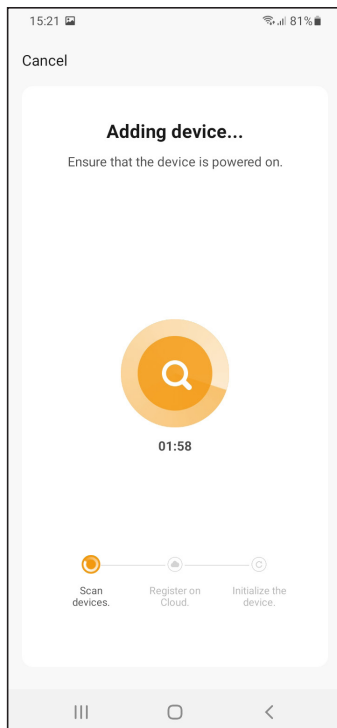 15:21 81%
Cancel
Adding device...
Ensure that the device is powered on.
01:58
Scan devices.
Register on Cloud.
Initialize the device.